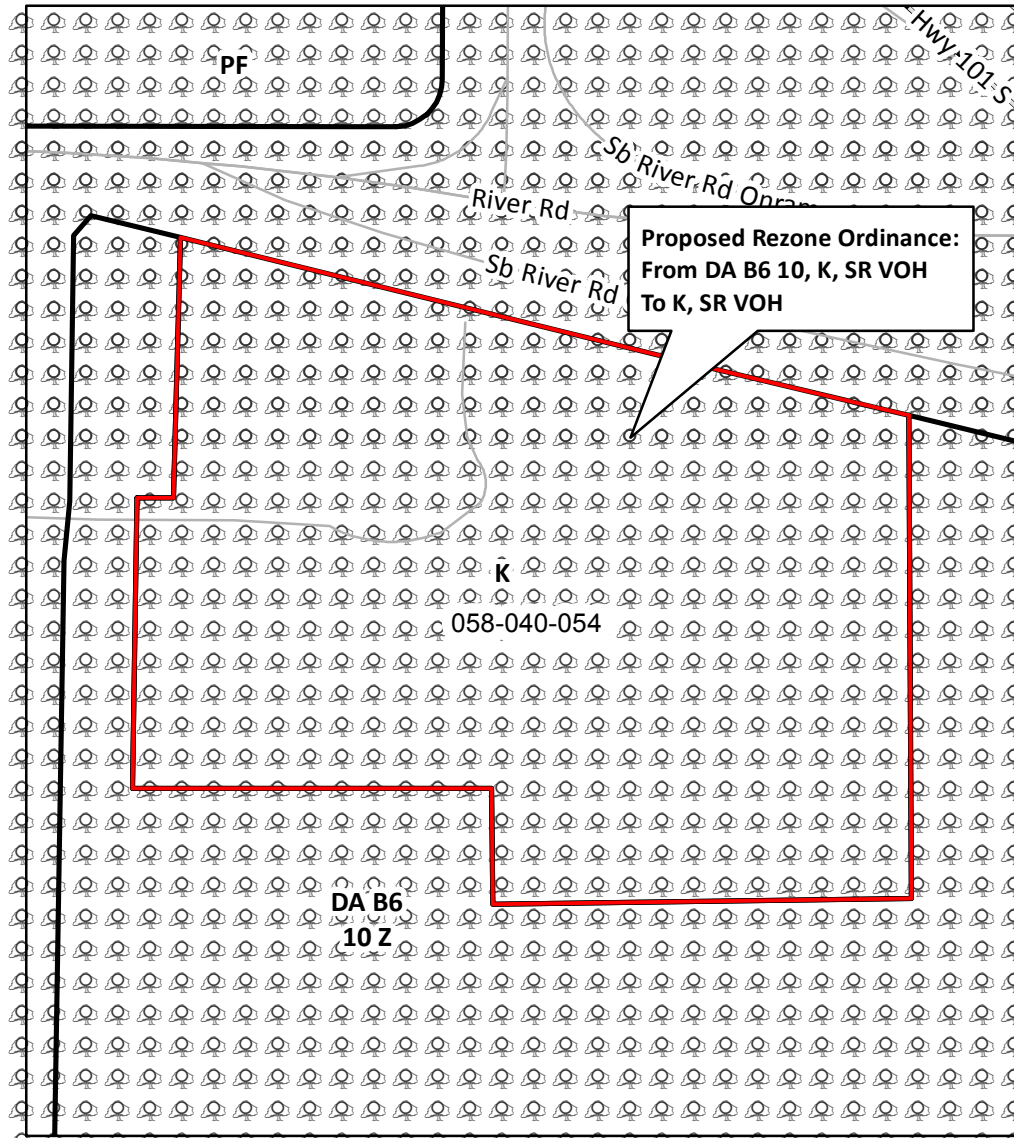 PF
Hwy 101 S
Sb River Rd Onram
River Rd
Sb River Rd
Proposed Rezone Ordinance:
From DA B6 10, K, SR VOH
To K, SR VOH
K
058-040-054
DA B6
10 Z